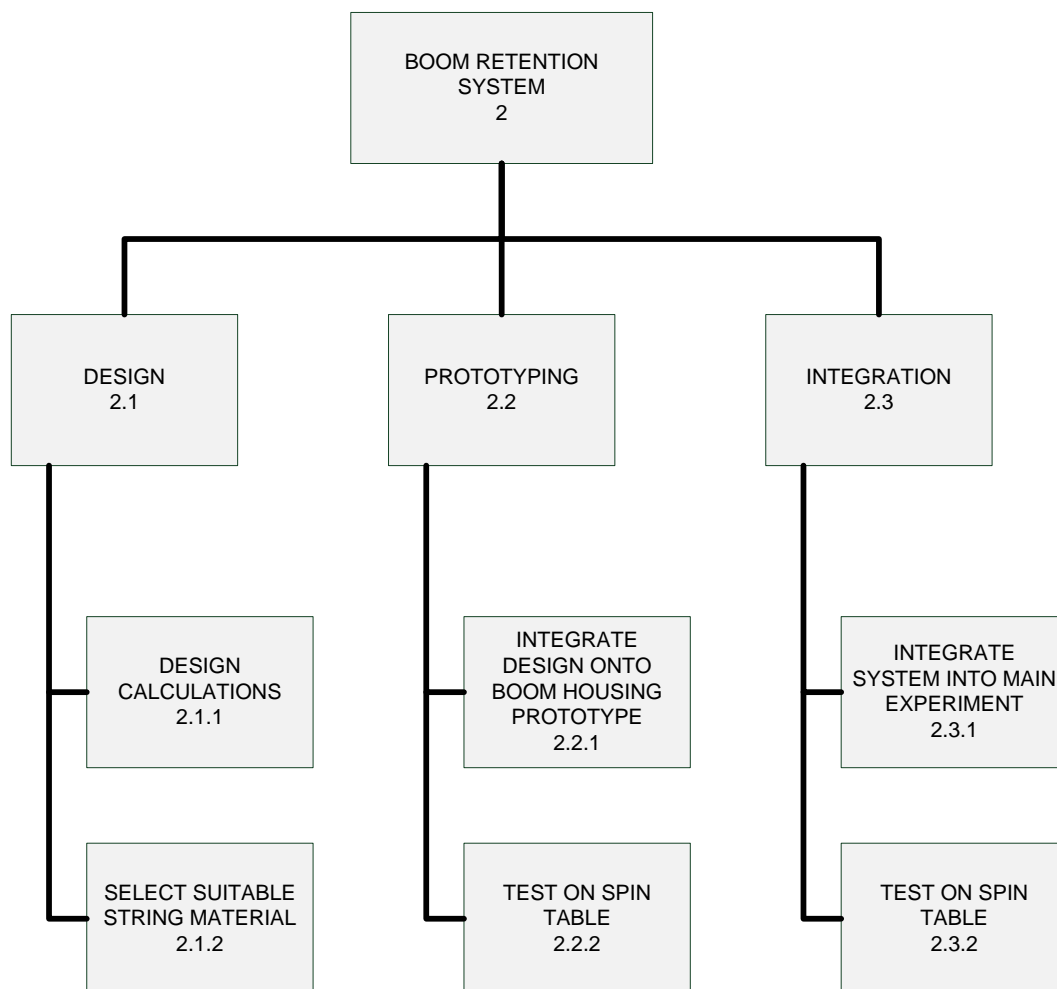 BOOM RETENTION
SYSTEM
2
DESIGN
2.1
PROTOTYPING
2.2
INTEGRATION
2.3
DESIGN
CALCULATIONS
2.1.1
INTEGRATE
DESIGN ONTO
BOOM HOUSING
PROTOTYPE
2.2.1
INTEGRATE
SYSTEM INTO MAIN
EXPERIMENT
2.3.1
SELECT SUITABLE
STRING MATERIAL
2.1.2
TEST ON SPIN
TABLE
2.2.2
TEST ON SPIN
TABLE
2.3.2